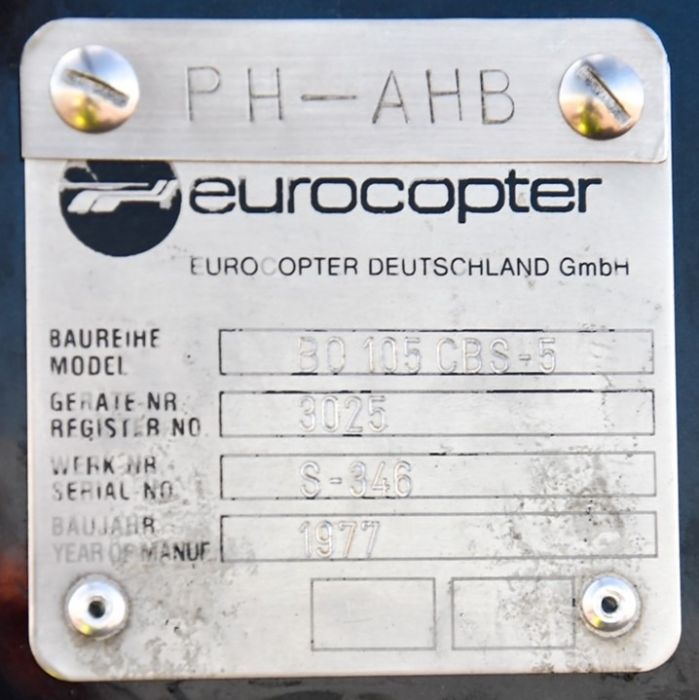 PH-AHB
eurocopter
EUROCOPTER DEUTSCHLAND GmbH
BAUREIHE
MODEL
BO 105 CBS-5
GERÄTE-NR.
REGISTER NO.
3025
WERK-NR.
SERIAL-NO.
S-346
BAUJAHR
YEAR OF MANUF.
1977